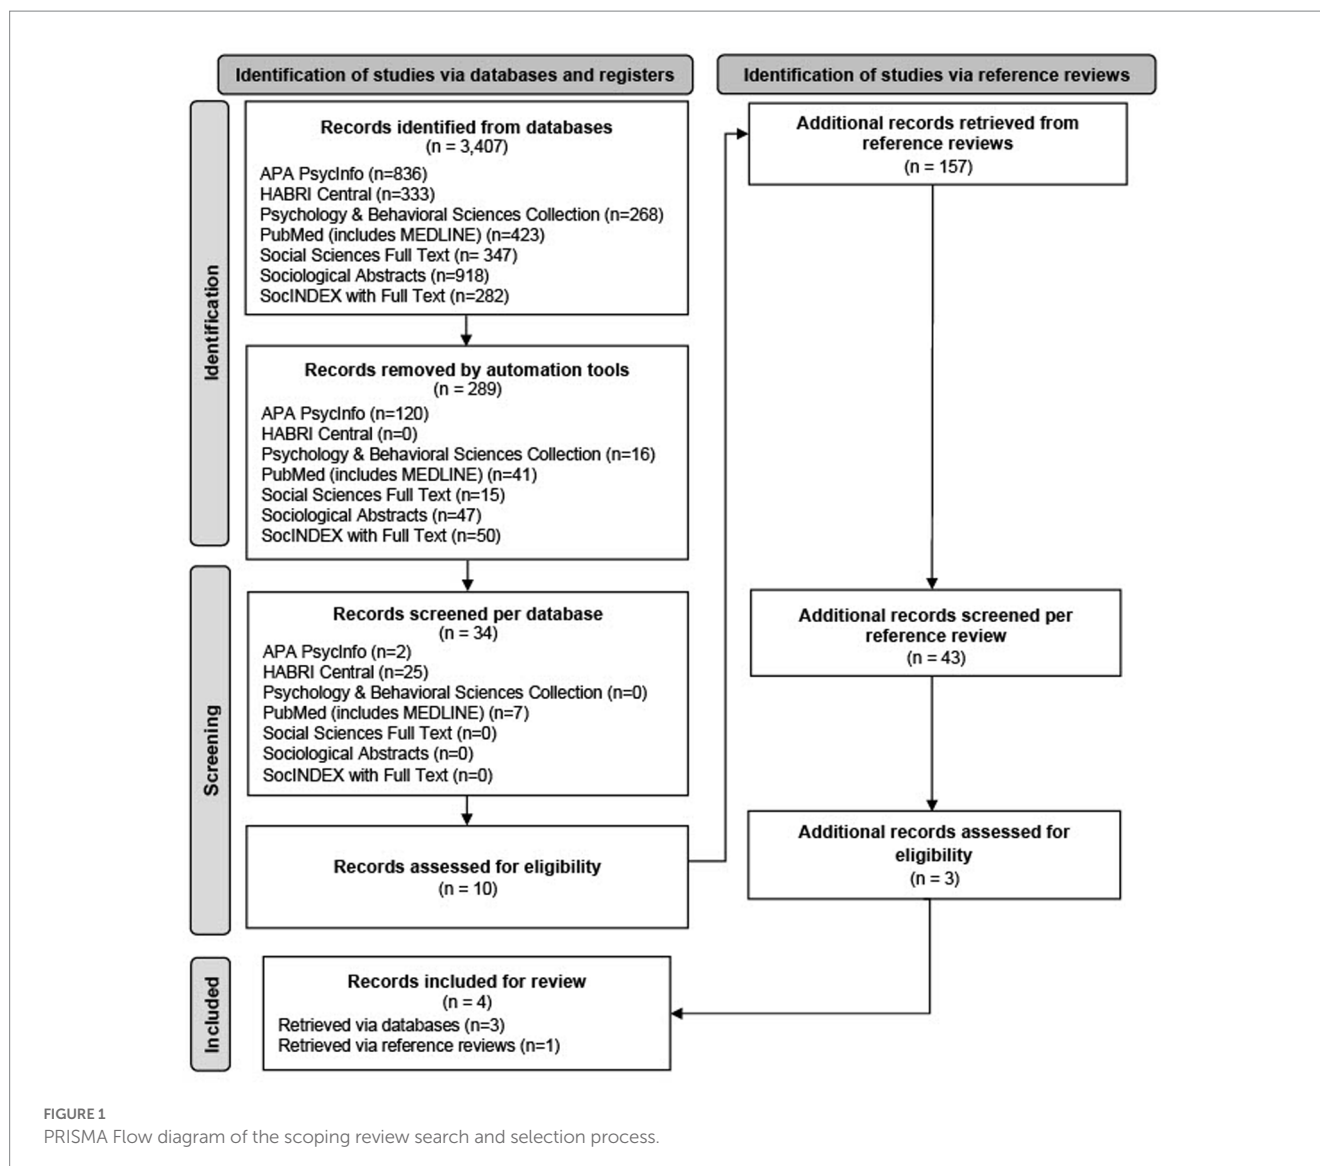 Identification of studies via databases and registers
Identification of studies via reference reviews
Identification
Records identified from databases
(n = 3,407)
APA PsycInfo (n=836)
HABRI Central (n=333)
Psychology & Behavioral Sciences Collection (n=268)
PubMed (includes MEDLINE) (n=423)
Social Sciences Full Text (n= 347)
Sociological Abstracts (n=918)
SocINDEX with Full Text (n=282)
Additional records retrieved from
reference reviews
(n = 157)
Records removed by automation tools
(n = 289)
APA PsycInfo (n=120)
HABRI Central (n=0)
Psychology & Behavioral Sciences Collection (n=16)
PubMed (includes MEDLINE) (n=41)
Social Sciences Full Text (n=15)
Sociological Abstracts (n=47)
SocINDEX with Full Text (n=50)
Screening
Records screened per database
(n = 34)
APA PsycInfo (n=2)
HABRI Central (n=25)
Psychology & Behavioral Sciences Collection (n=0)
PubMed (includes MEDLINE) (n=7)
Social Sciences Full Text (n=0)
Sociological Abstracts (n=0)
SocINDEX with Full Text (n=0)
Additional records screened per
reference review
(n = 43)
Records assessed for eligibility
(n = 10)
Additional records assessed for
eligibility
(n = 3)
Included
Records included for review
(n = 4)
Retrieved via databases (n=3)
Retrieved via reference reviews (n=1)
FIGURE 1
PRISMA Flow diagram of the scoping review search and selection process.